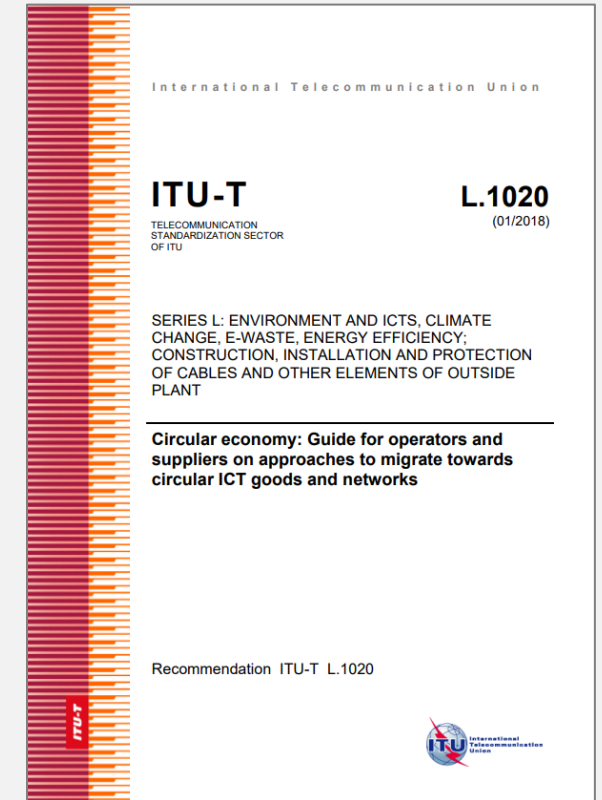 International Telecommunication Union
ITU-T
L.1020
TELECOMMUNICATION
STANDARDIZATION SECTOR
OF ITU
(01/2018)
SERIES L: ENVIRONMENT AND ICTS, CLIMATE
CHANGE, E-WASTE, ENERGY EFFICIENCY;
CONSTRUCTION, INSTALLATION AND PROTECTION
OF CABLES AND OTHER ELEMENTS OF OUTSIDE
PLANT
Circular economy: Guide for operators and
suppliers on approaches to migrate towards
circular ICT goods and networks
Recommendation ITU-T L.1020
ITU-T
ITU
International
Telecommunication
Union